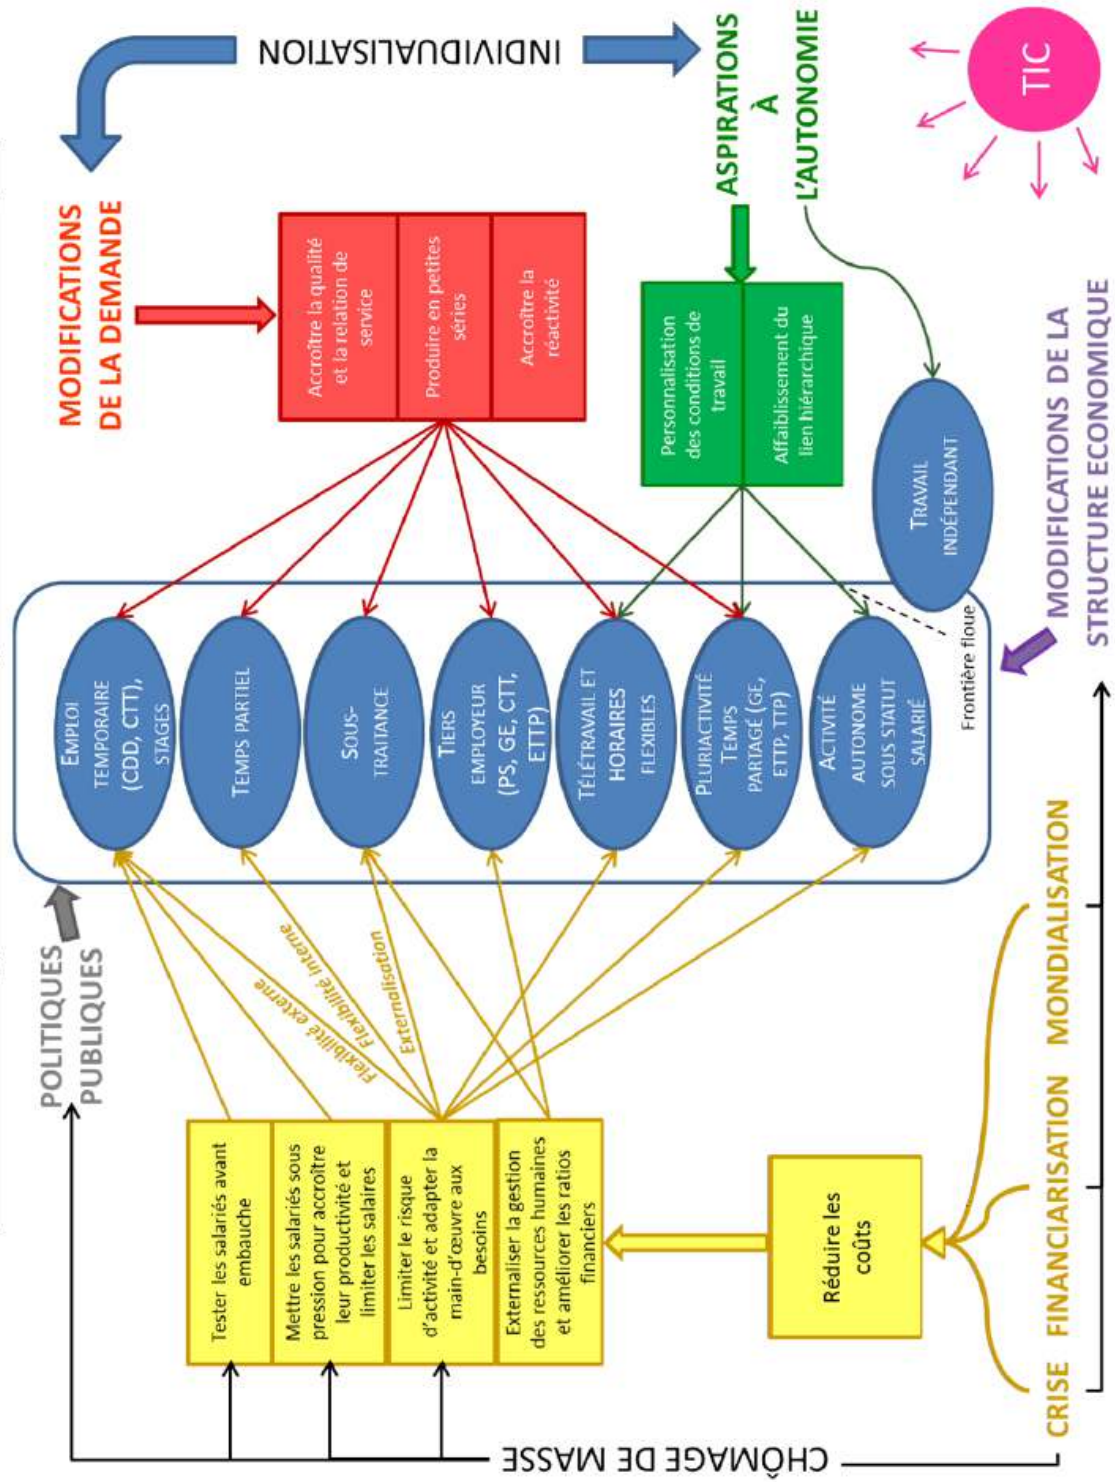 CHÔMAGE DE MASSE
POLITIQUES
PUBLIQUES
Tester les salariés avant
embauche
Mettre les salariés sous
pression pour accroître
leur productivité et
limiter les salaires
Limiter le risque
d'activité et adapter la
main-d'œuvre aux
besoins
Externaliser la gestion
des ressources humaines
et améliorer les ratios
financiers
Réduire les
coûts
CRISE
FINANCIARISATION
MONDIALISATION
Flexibilité externe
Flexibilité interne
Externalisation
EMPLOI
TEMPORAIRE
(CDD, CTT),
STAGES
TEMPS PARTIEL
SOUS-
TRAITANCE
TIERS
EMPLOYEUR
(PS, GE, CTT,
ETTP)
TÉLÉTRAVAIL ET
HORAIRES
FLEXIBLES
PLURIACTIVITÉ
TEMPS
PARTAGÉ (GE,
ETTP, TTP)
ACTIVITÉ
AUTONOME
SOUS STATUT
SALARIÉ
Frontière floue
TRAVAIL
INDÉPENDANT
MODIFICATIONS DE LA
STRUCTURE ECONOMIQUE
MODIFICATIONS
DE LA DEMANDE
Accroître la qualité
et la relation de
service
Produire en petites
séries
Accroître la
réactivité
Personnalisation
des conditions de
travail
Affaiblissement du
lien hiérarchique
INDIVIDUALISATION
ASPIRATIONS
À
L'AUTONOMIE
TIC